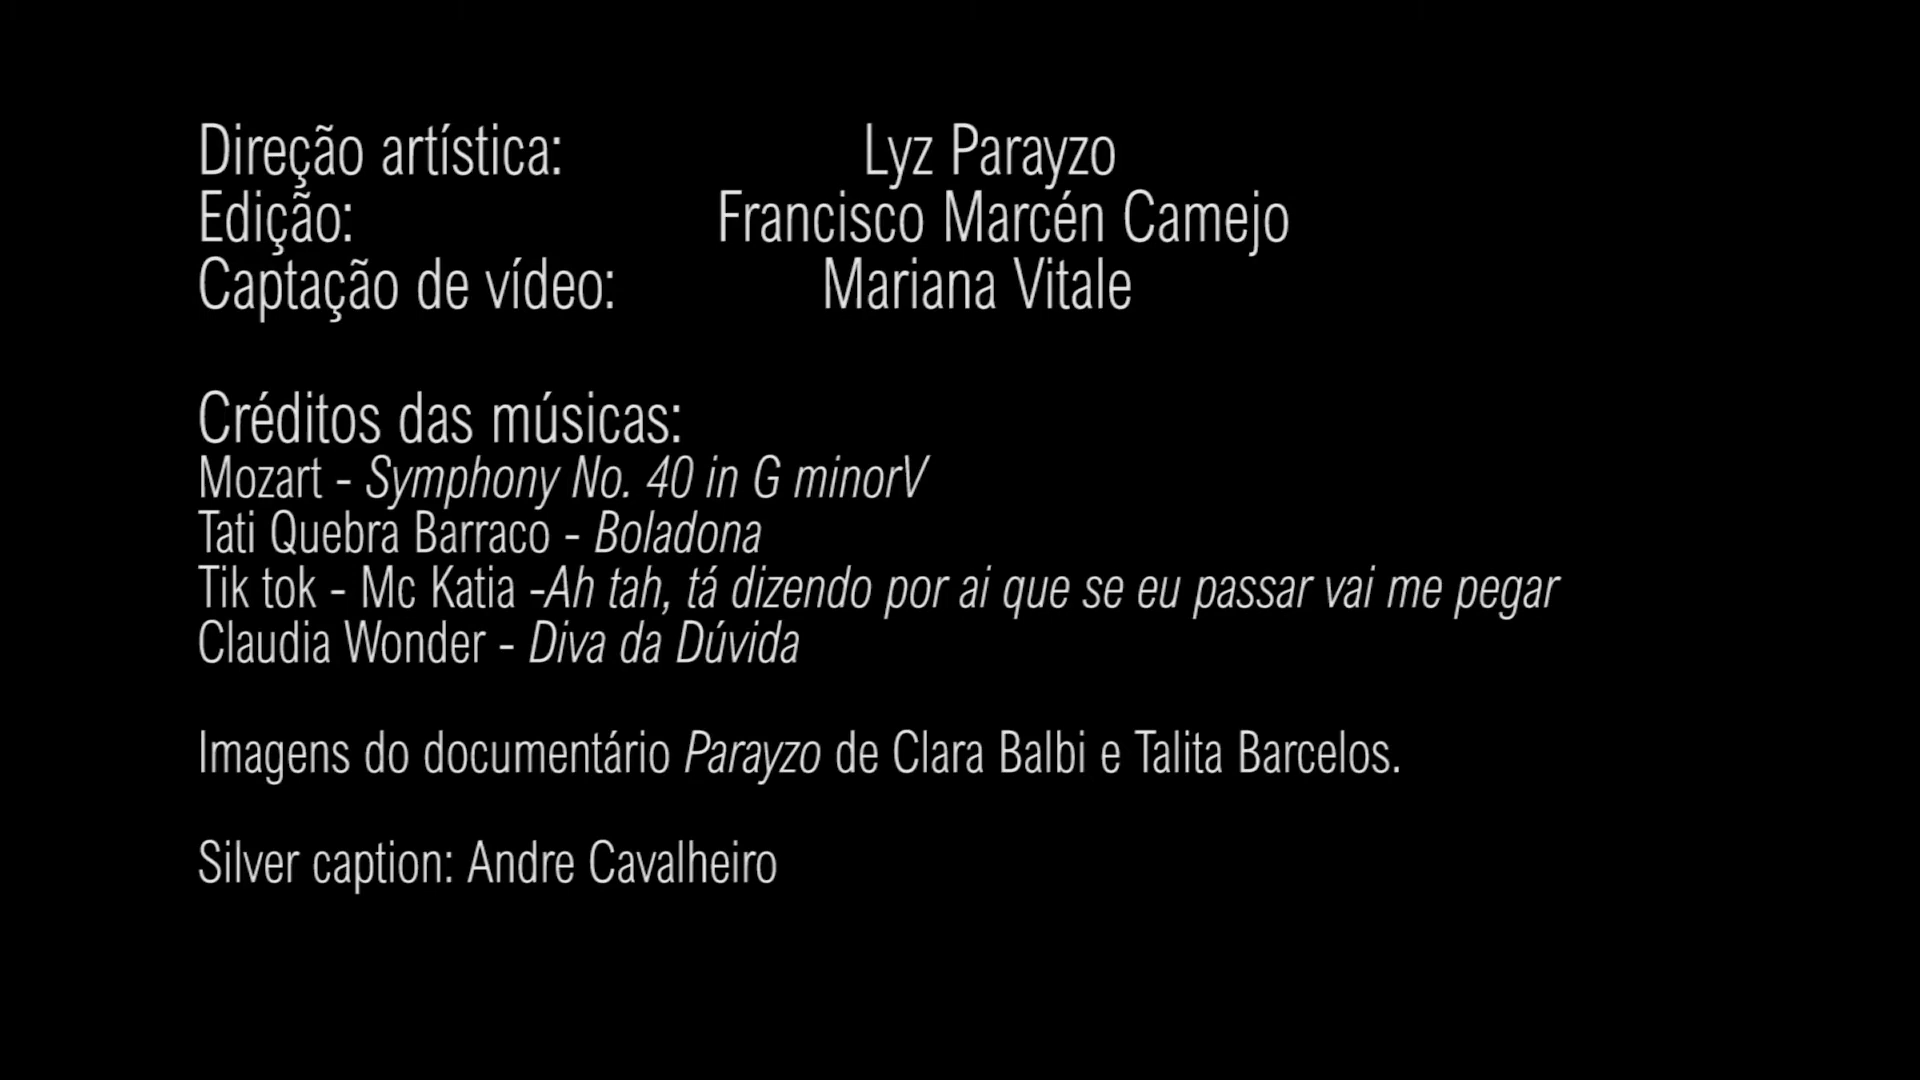 Direção artística: Lyz Parayzo
Edição: Francisco Marcén Camejo
Captação de vídeo: Mariana Vitale
Créditos das músicas:
Mozart - Symphony No. 40 in G minorV
Tati Quebra Barraco - Boladona
Tik tok - Mc Katia -Ah tah, tá dizendo por ai que se eu passar vai me pegar
Claudia Wonder - Diva da Dúvida
Imagens do documentário Parayzo de Clara Balbi e Talita Barcelos.
Silver caption: Andre Cavalheiro